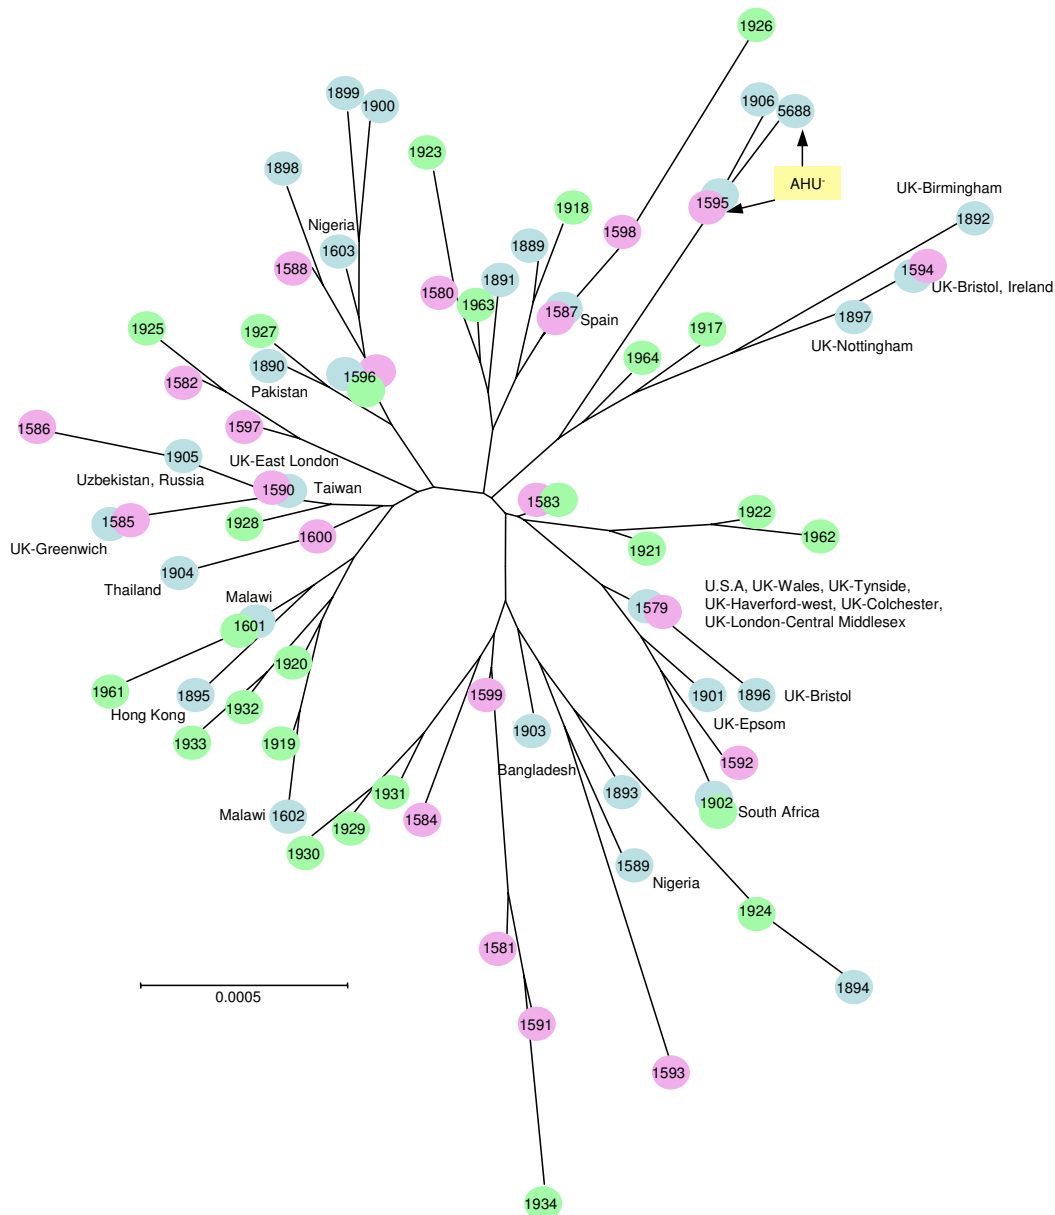 1926
1899
1906
1900
5688
1923
1898
AHU-
UK-Birmingham
1595
1918
1892
Nigeria
1598
1889
1603
1588
1594
UK-Bristol, Ireland
1891
1580
1963
1587
Spain
1897
UK-Nottingham
1925
1927
1917
1964
1890
Pakistan
1596
1582
1586
1597
1905
Uzbekistan, Russia
UK-East London
1590
Taiwan
1583
1585
UK-Greenwich
1928
1600
1922
1962
1921
1904
Thailand
U.S.A, UK-Wales, UK-Tynside,
UK-Haverford-west, UK-Colchester,
UK-London-Central Middlesex
1579
Malawi
1601
1920
1961
Hong Kong
1895
1932
1933
1919
1599
1903
Bangladesh
1901
1896
UK-Bristol
UK-Epsom
1592
1902
South Africa
1893
Malawi
1602
1931
1929
1930
1584
1589
Nigeria
1924
1581
1894
0.0005
1591
1593
1934